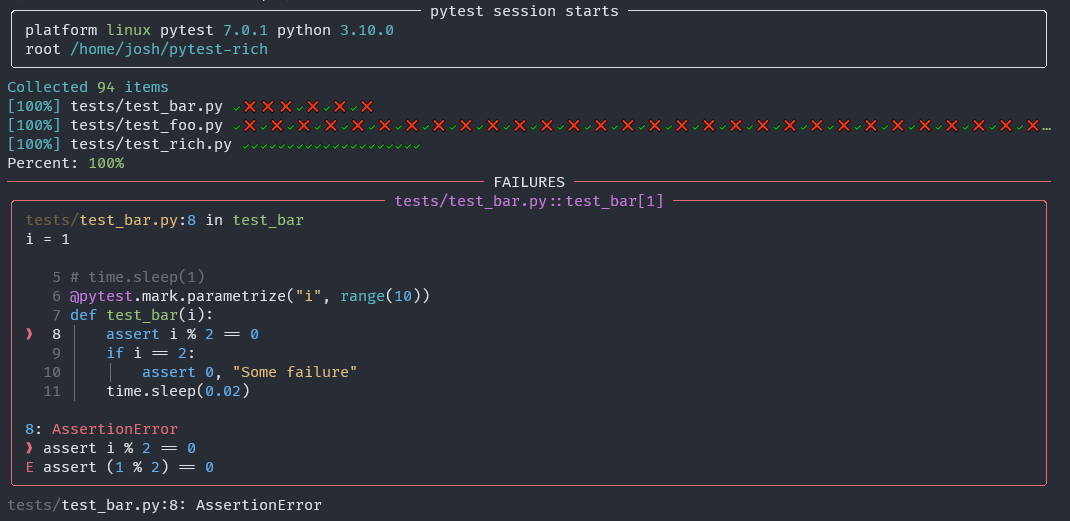 pytest session starts
platform linux pytest 7.0.1 python 3.10.0
root /home/josh/pytest-rich
Collected 94 items
[100%] tests/test_bar.py ✓❌❌❌✓❌✓❌✓❌
[100%] tests/test_foo.py ✓❌✓❌✓❌✓❌✓❌✓❌✓❌✓❌✓❌✓❌✓❌✓❌✓❌✓❌✓❌✓❌✓❌✓❌✓❌✓❌✓❌✓❌✓❌✓❌✓❌✓❌✓❌✓❌✓❌✓❌…
[100%] tests/test_rich.py ✓✓✓✓✓✓✓✓✓✓✓✓✓✓✓✓✓✓✓✓
Percent: 100%
FAILURES
tests/test_bar.py::test_bar[1]
tests/test_bar.py:8 in test_bar
i = 1
5 # time.sleep(1)
6 @pytest.mark.parametrize("i", range(10))
7 def test_bar(i):
❱ 8 assert i % 2 == 0
9 if i == 2:
10 assert 0, "Some failure"
11 time.sleep(0.02)
8: AssertionError
❱ assert i % 2 == 0
E assert (1 % 2) == 0
tests/test_bar.py:8: AssertionError